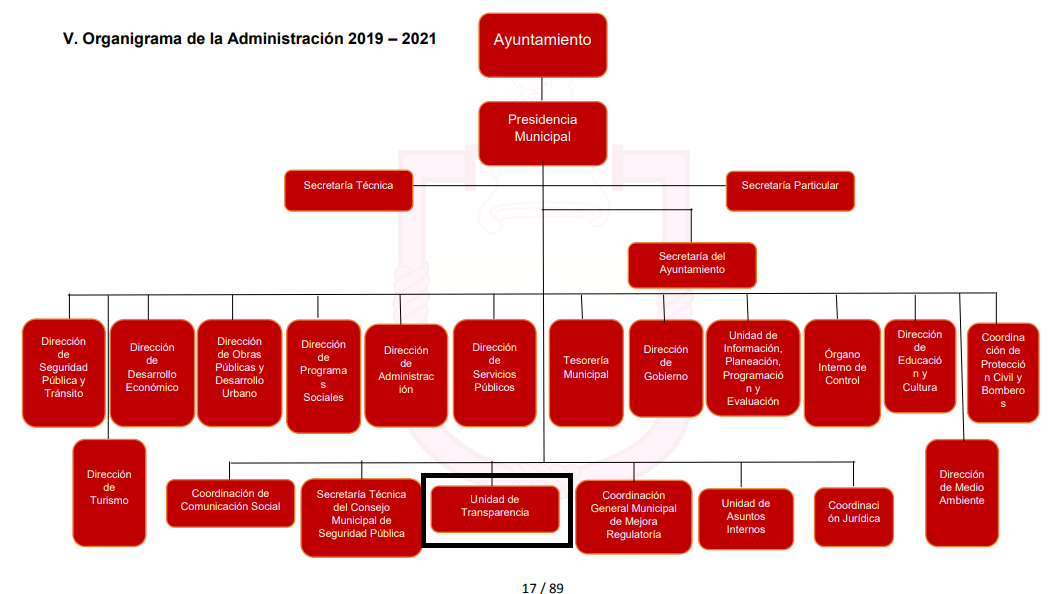 V. Organigrama de la Administración 2019 – 2021
Ayuntamiento
Presidencia
Municipal
Secretaría Técnica
Secretaría Particular
Secretaría del
Ayuntamiento
Dirección
de
Seguridad
Pública y
Tránsito
Dirección
de
Desarrollo
Económico
Dirección
de Obras
Públicas y
Desarrollo
Urbano
Dirección
de
Programa
s
Sociales
Dirección
de
Administrac
ión
Dirección
de
Servicios
Públicos
Tesorería
Municipal
Dirección
de
Gobierno
Unidad de
Información,
Planeación,
Programació
n y
Evaluación
Órgano
Interno de
Control
Dirección
de
Educació
n y
Cultura
Coordina
ción de
Protecció
n Civil y
Bombero
s
Dirección
de
Turismo
Coordinación de
Comunicación Social
Secretaría Técnica
del Consejo
Municipal de
Seguridad Pública
Unidad de
Transparencia
Coordinación
General Municipal
de Mejora
Regulatoría
Unidad de
Asuntos
Internos
Coordinaci
ón Jurídica
Dirección
de Medio
Ambiente
17 / 89